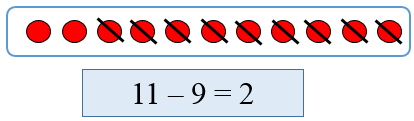 11 – 9 = 2